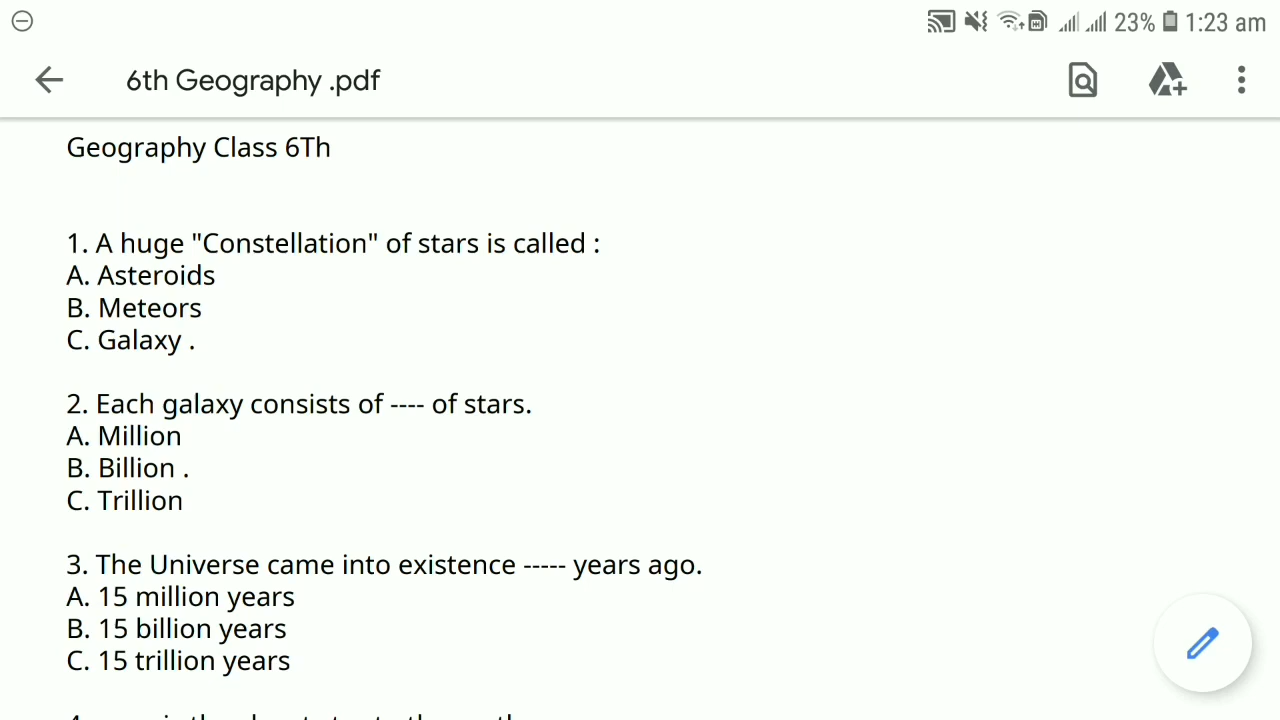 23% 1:23 am
6th Geography .pdf
Geography Class 6Th
1. A huge "Constellation" of stars is called :
A. Asteroids
B. Meteors
C. Galaxy .
2. Each galaxy consists of ---- of stars.
A. Million
B. Billion .
C. Trillion
3. The Universe came into existence ----- years ago.
A. 15 million years
B. 15 billion years
C. 15 trillion years